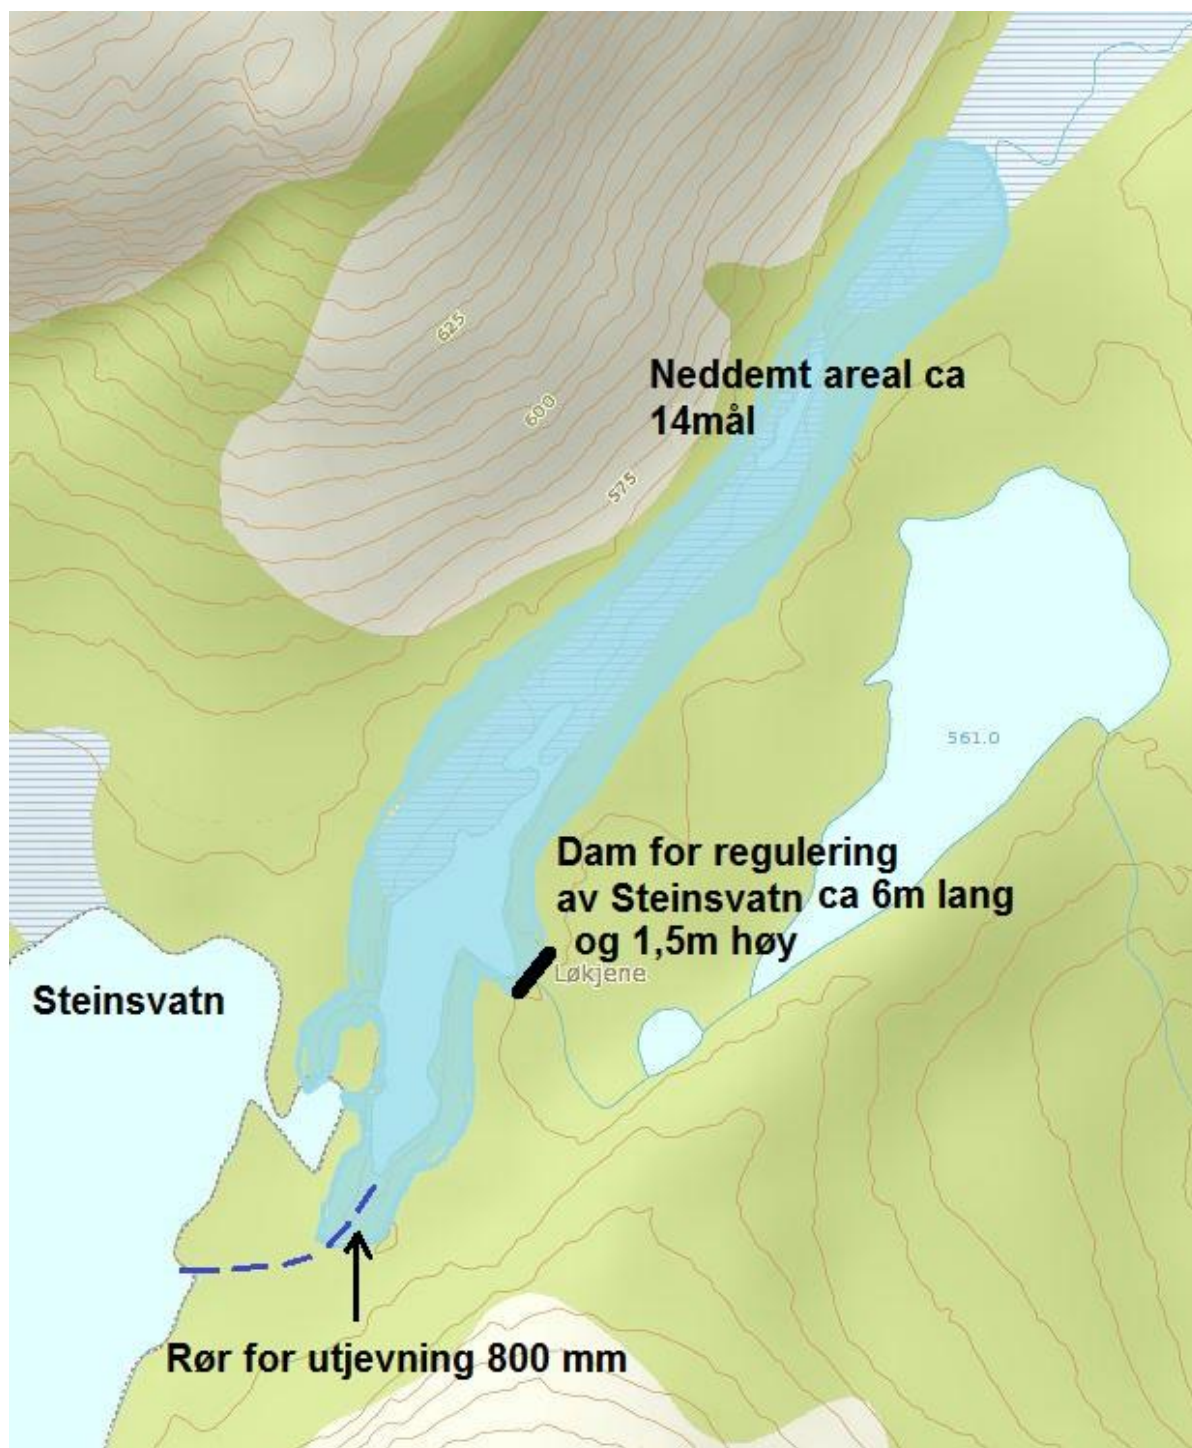 625
600
575
Neddemt areal ca
14mål
561.0
Dam for regulering
av Steinsvatn ca 6m lang
og 1,5m høy
Løkjene
Steinsvatn
Rør for utjevning 800 mm